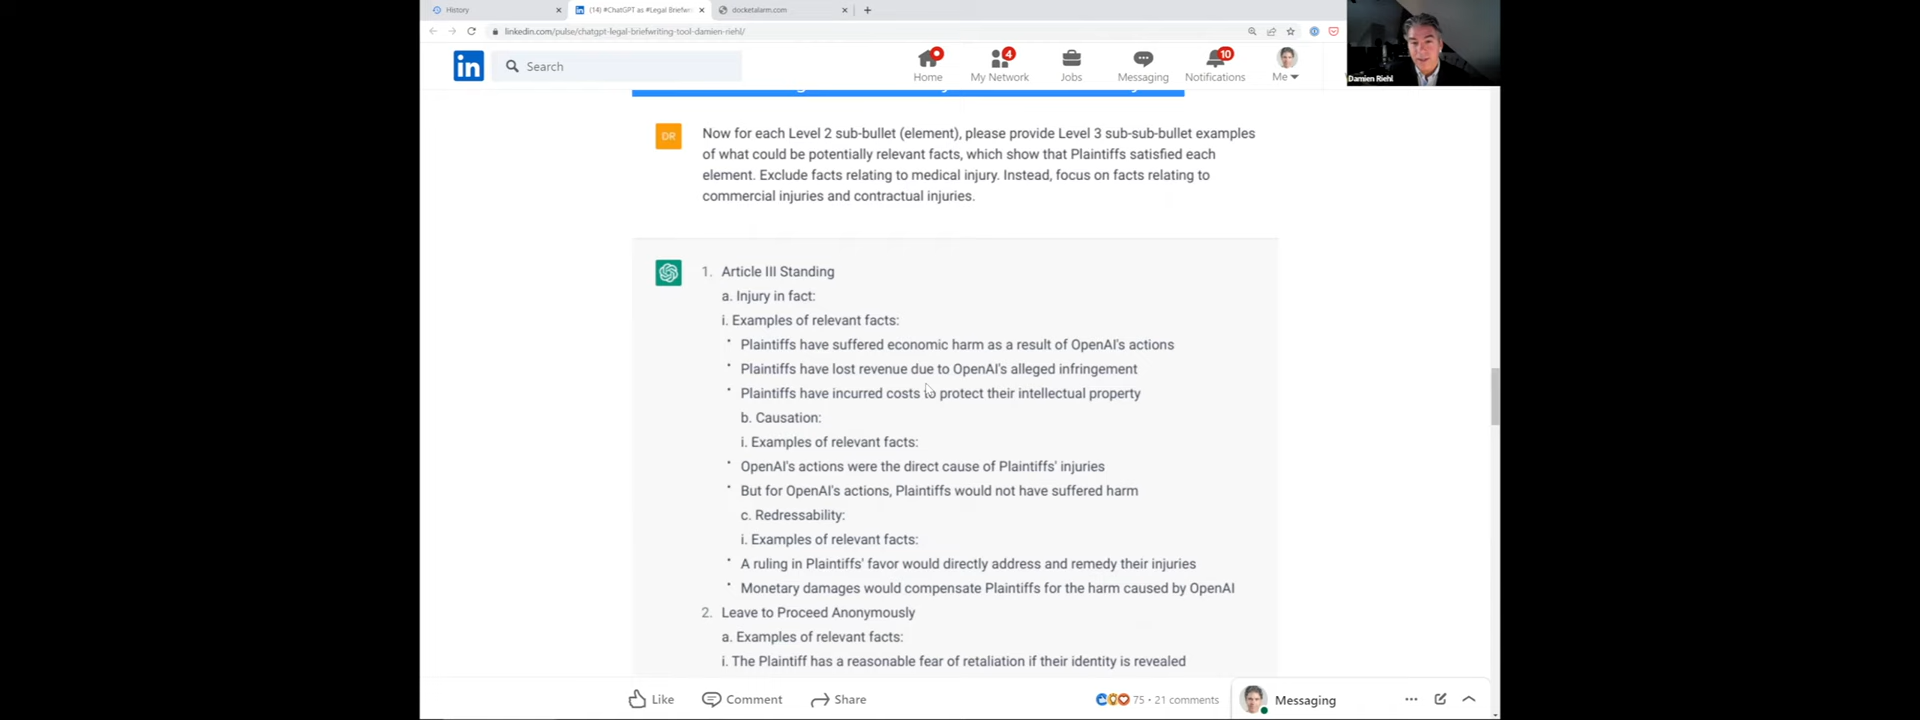 History
(14) #ChatGPT as #Legal Briefwri
docketalarm.com
linkedin.com/pulse/chatgpt-legal-briefwriting-tool-damien-riehl/
in
Search
Home
4
My Network
Jobs
Messaging
10
Notifications
Me
Damien Riehl
DR
Now for each Level 2 sub-bullet (element), please provide Level 3 sub-sub-bullet examples
of what could be potentially relevant facts, which show that Plaintiffs satisfied each
element. Exclude facts relating to medical injury. Instead, focus on facts relating to
commercial injuries and contractual injuries.
1. Article III Standing
a. Injury in fact:
i. Examples of relevant facts:
• Plaintiffs have suffered economic harm as a result of OpenAI's actions
• Plaintiffs have lost revenue due to OpenAI's alleged infringement
• Plaintiffs have incurred costs to protect their intellectual property
b. Causation:
i. Examples of relevant facts:
• OpenAI's actions were the direct cause of Plaintiffs' injuries
• But for OpenAI's actions, Plaintiffs would not have suffered harm
c. Redressability:
i. Examples of relevant facts:
• A ruling in Plaintiffs' favor would directly address and remedy their injuries
• Monetary damages would compensate Plaintiffs for the harm caused by OpenAI
2. Leave to Proceed Anonymously
a. Examples of relevant facts:
i. The Plaintiff has a reasonable fear of retaliation if their identity is revealed
Like
Comment
Share
75 • 21 comments
Messaging